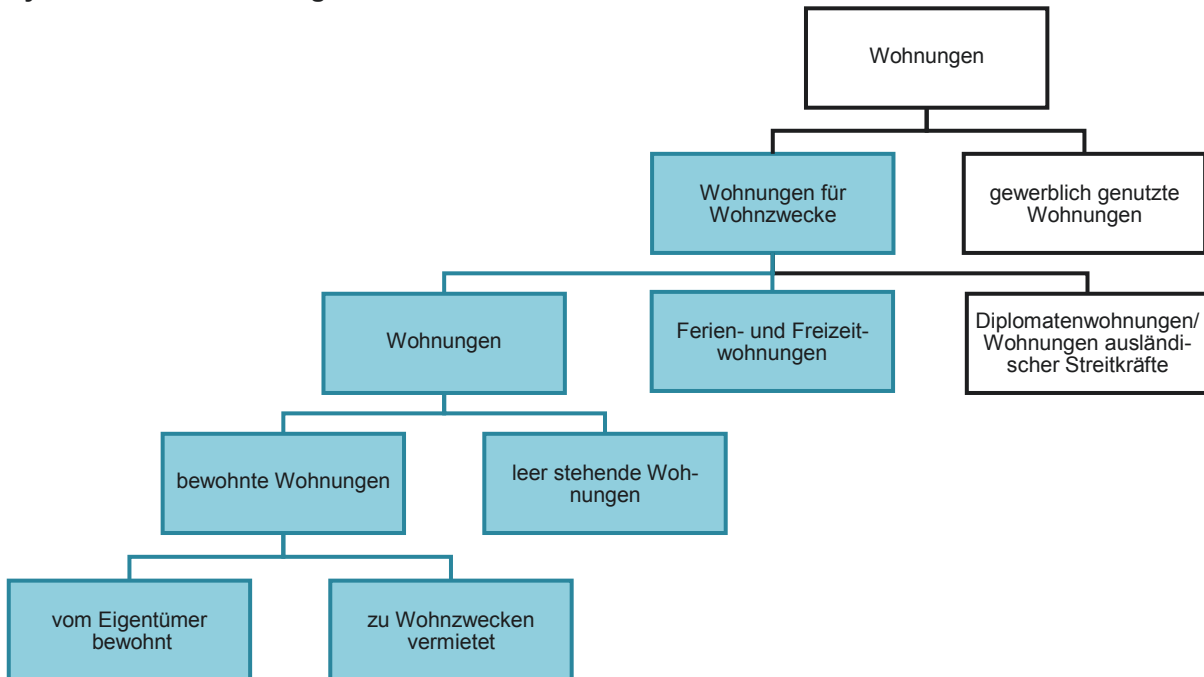 Wohnungen
Wohnungen für
Wohnzwecke
gewerblich genutzte
Wohnungen
Wohnungen
Ferien- und Freizeit-
wohnungen
Diplomatenwohnungen/
Wohnungen ausländi-
scher Streitkräfte
bewohnte Wohnungen
leer stehende Woh-
nungen
vom Eigentümer
bewohnt
zu Wohnzwecken
vermietet